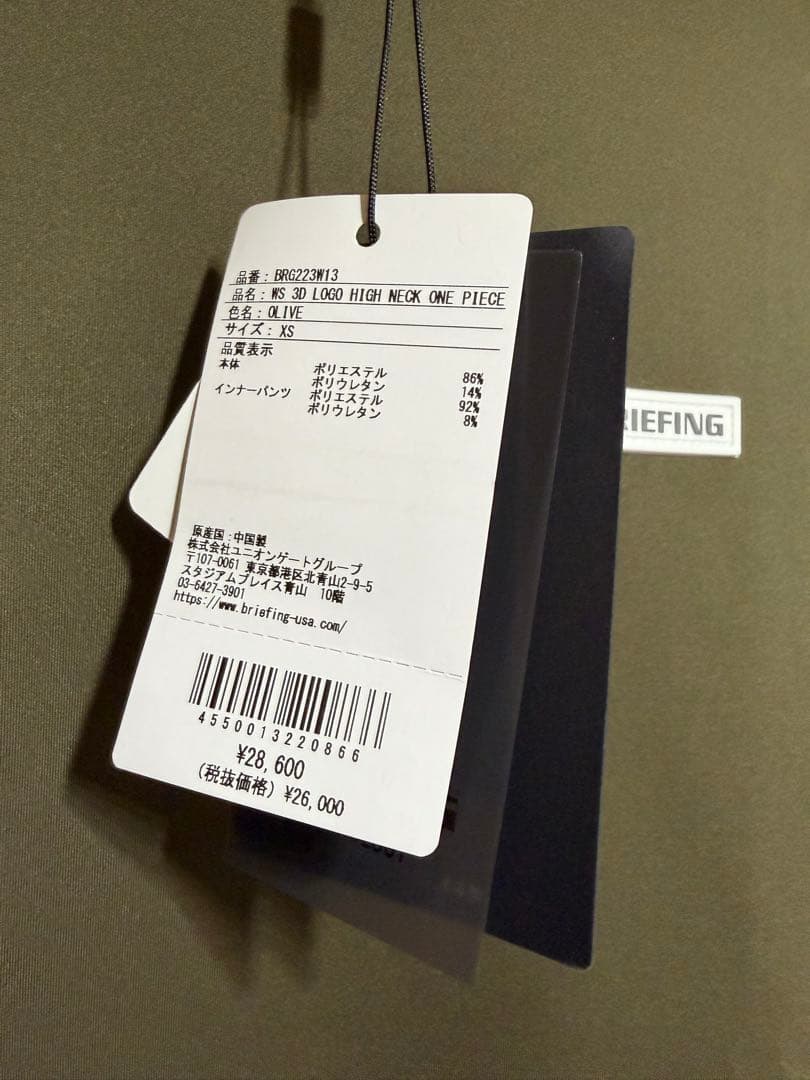 品番：BRG223W13
品名：WS 3D LOGO HIGH NECK ONE PIECE
色名：OLIVE
サイズ：XS
品質表示
本体 ポリエステル 86%
ポリウレタン 14%
インナーパンツ ポリエステル 92%
ポリウレタン 8%
原産国：中国製
株式会社ユニオンゲートグループ
〒107-0061 東京都港区北青山2-9-5
スタジアムプレイス青山 10階
03-6427-3901
https://www.briefing-usa.com/
4550013220866
¥28,600
(税抜価格) ¥26,000
RIEFING